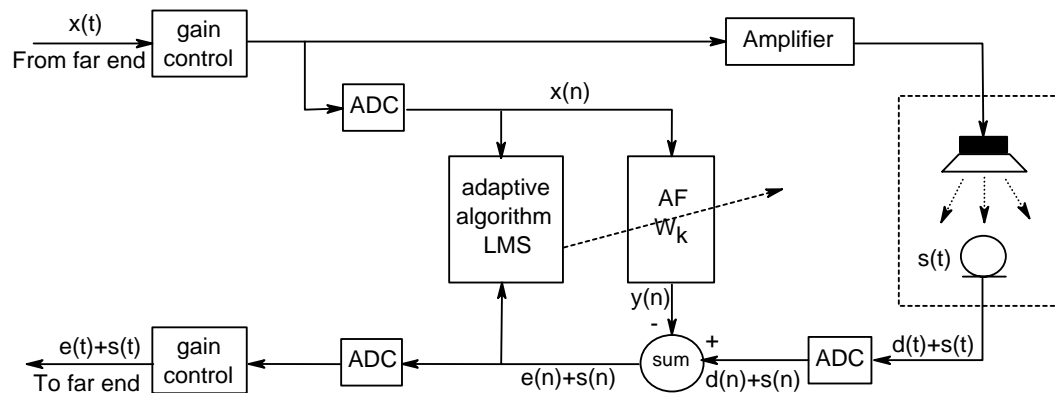 x(t)
From far end
gain
control
Amplifier
ADC
x(n)
adaptive
algorithm
LMS
AF
Wk
s(t)
y(n)
-
+
sum
e(t)+s(t)
To far end
gain
control
ADC
e(n)+s(n)
d(n)+s(n)
ADC
d(t)+s(t)